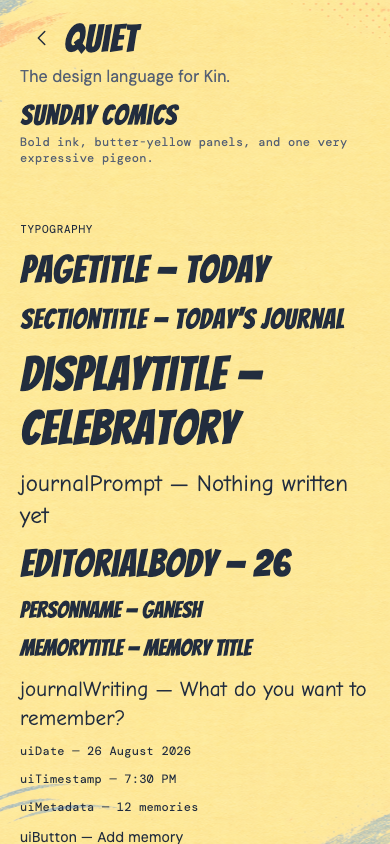 QUIET
The design language for Kin.
SUNDAY COMICS
Bold ink, butter-yellow panels, and one very
expressive pigeon.
TYPOGRAPHY
PAGETITLE — TODAY
SECTIONTITLE — TODAY'S JOURNAL
DISPLAYTITLE —
CELEBRATORY
journalPrompt — Nothing written
yet
EDITORIALBODY — 26
PERSONNAME — GANESH
MEMORYTITLE — MEMORY TITLE
journalWriting — What do you want to
remember?
uiDate — 26 August 2026
uiTimestamp — 7:30 PM
uiMetadata — 12 memories
uiButton — Add memory